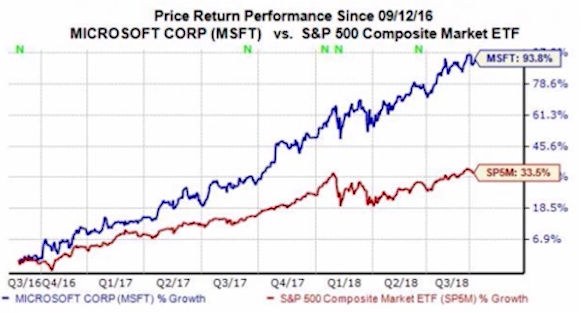 Price Return Performance Since 09/12/16
MICROSOFT CORP (MSFT) vs. S&P 500 Composite Market ETF
N N N N N
MSFT: 93.8%
78.6%
61.3%
45.6%
SP5M: 33.5%
18.5%
6.9%
Q3/16 Q4/16 Q1/17 Q2/17 Q3/17 Q4/17 Q1/18 Q2/18 Q3/18
MICROSOFT CORP (MSFT) % Growth S&P 500 Composite Market ETF (SP5M) % Growth